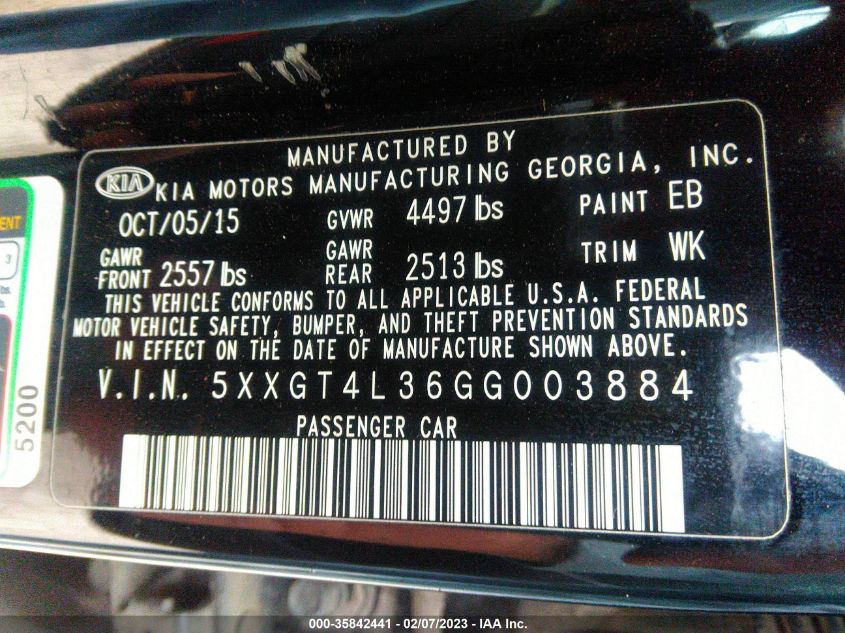 MANUFACTURED BY
KIA KIA MOTORS MANUFACTURING GEORGIA, INC.
OCT/05/15 GVWR 4497 lbs PAINT EB
GAWR FRONT 2557 lbs GAWR REAR 2513 lbs TRIM WK
THIS VEHICLE CONFORMS TO ALL APPLICABLE U.S.A. FEDERAL
MOTOR VEHICLE SAFETY, BUMPER, AND THEFT PREVENTION STANDARDS
IN EFFECT ON THE DATE OF MANUFACTURE SHOWN ABOVE.
V.I.N. 5XXGT4L36GG003884
PASSENGER CAR
ENT
3
5200
000-35842441 - 02/07/2023 - IAA Inc.